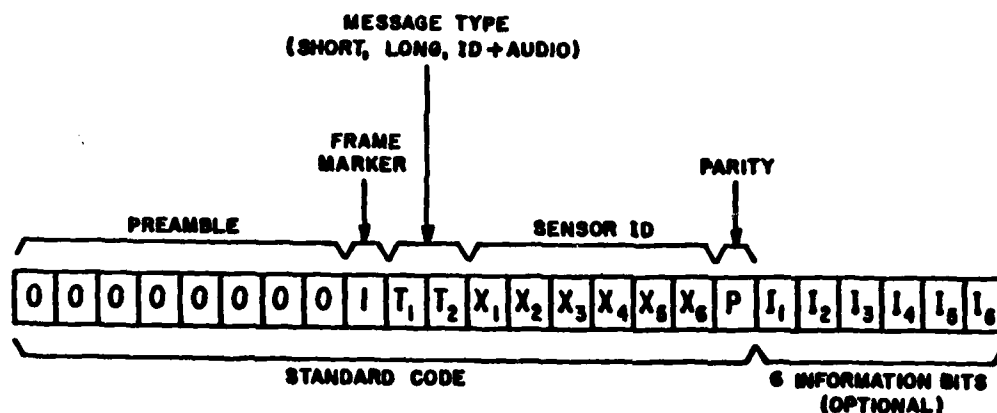 MESSAGE TYPE
(SHORT, LONG, ID + AUDIO)
FRAME
MARKER
PARITY
PREAMBLE
SENSOR ID
0 0 0 0 0 0 0 0 1 T₁ T₂ X₁ X₂ X₃ X₄ X₅ X₆ P I₁ I₂ I₃ I₄ I₅ I₆
STANDARD CODE
6 INFORMATION BITS
(OPTIONAL)